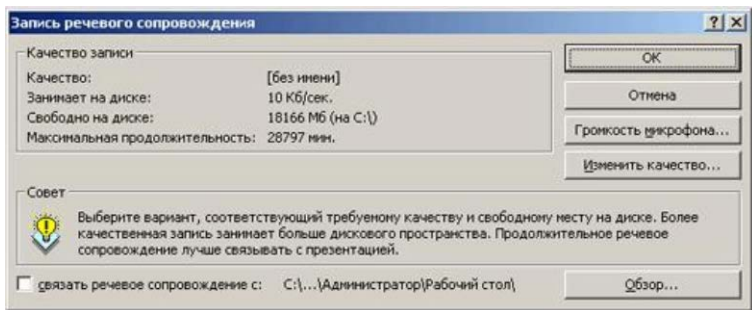 Запись речевого сопровождения
Качество записи
Качество: [без имени]
Занимает на диске: 10 Кб/сек.
Свободно на диске: 18166 Мб (на C:\)
Максимальная продолжительность: 28797 мин.
ОК
Отмена
Громкость микрофона...
Изменить качество...
Совет
Выберите вариант, соответствующий требуемому качеству и свободному месту на диске. Более
качественная запись занимает больше дискового пространства. Продолжительное речевое
сопровождение лучше связывать с презентацией.
связать речевое сопровождение с: C:\...\Администратор\Рабочий стол\
Обзор...